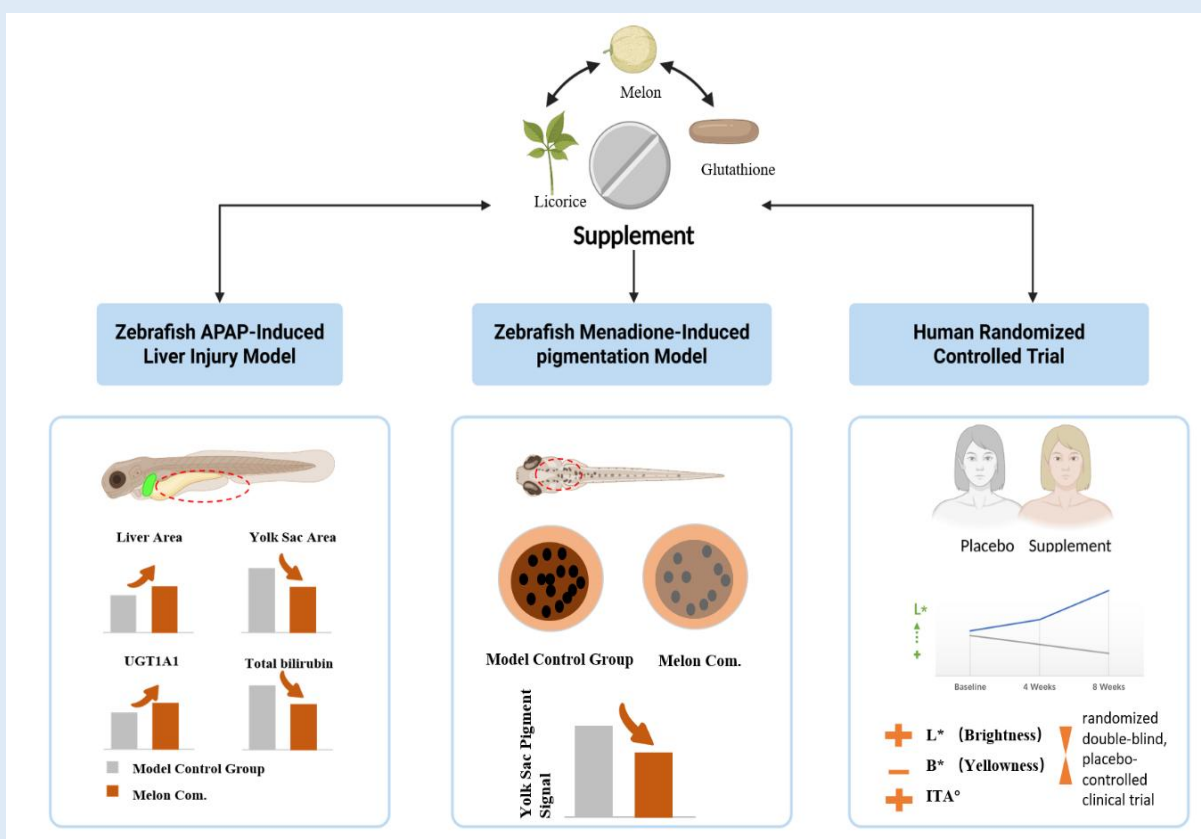 Melon
Licorice
Glutathione
Supplement
Zebrafish APAP-Induced
Liver Injury Model
Zebrafish Menadione-Induced
pigmentation Model
Human Randomized
Controlled Trial
Liver Area
Yolk Sac Area
UGT1A1
Total bilirubin
Model Control Group
Melon Com.
Model Control Group
Melon Com.
Yolk Sac Pigment
Signal
Placebo
Supplement
L*
+
Baseline
4 Weeks
8 Weeks
+ L* (Brightness)
− B* (Yellowness)
+ ITA°
randomized
double-blind,
placebo-
controlled
clinical trial